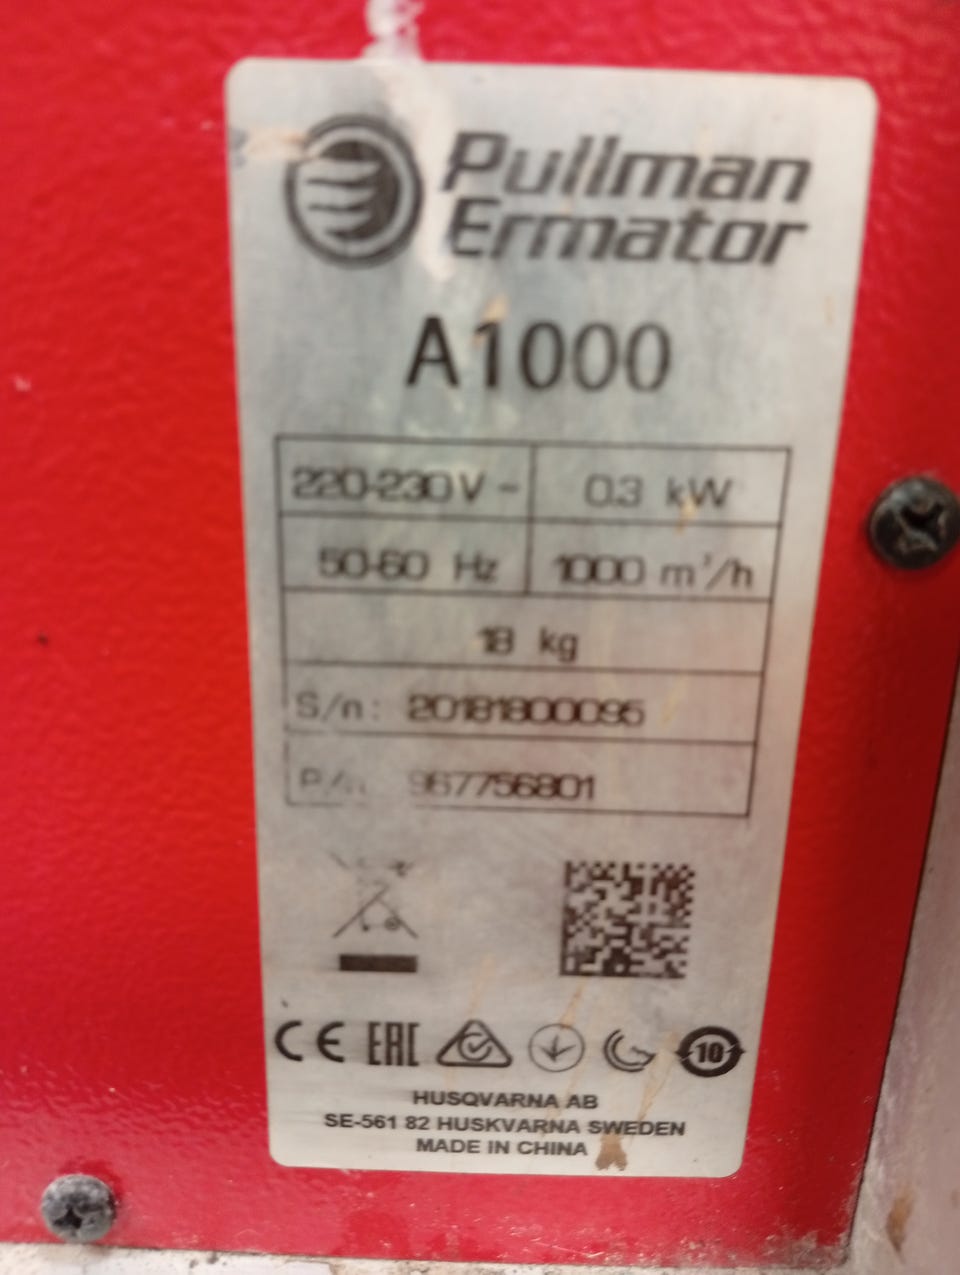 Pullman
Ermator
A1000
220-230 V ~ 0.3 kW
50-60 Hz 1000 m³/h
18 kg
S/n: 20181800095
P/n 967756801
CE EAC 10
HUSQVARNA AB
SE-561 82 HUSKVARNA SWEDEN
MADE IN CHINA